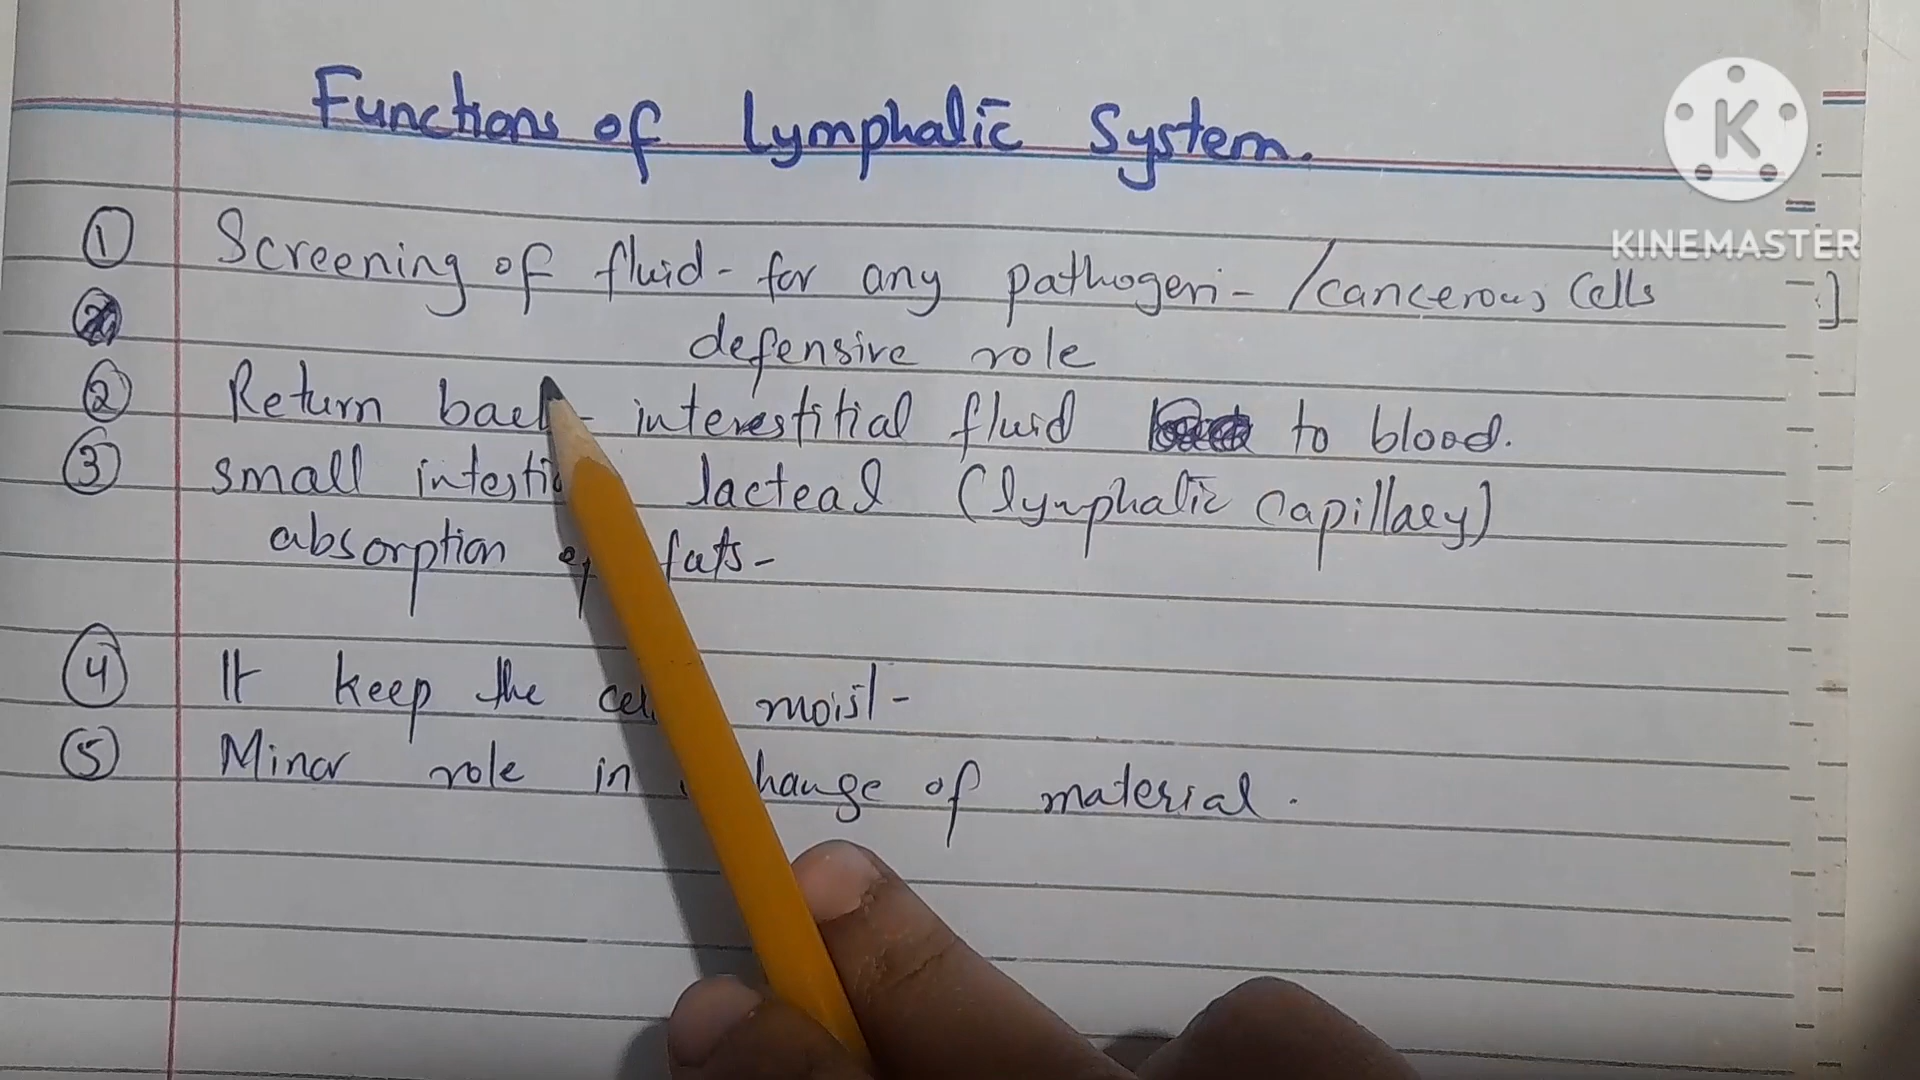 Functions of Lymphatic System.
① Screening of fluid - for any pathogen - /cancerous cells
defensive role
② Return back - interestitial fluid to blood.
③ small lacteal (lymphatic capillary)
absorption of fats -
④ It keep the moist -
⑤ Minor role in of material.
K
KINEMASTER